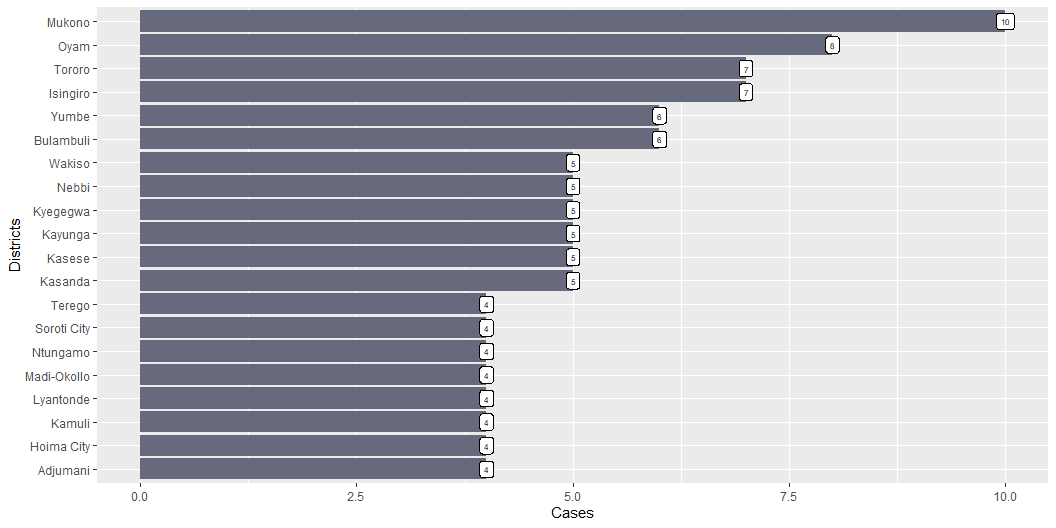 Districts
Mukono 10
Oyam 8
Tororo 7
Isingiro 7
Yumbe 6
Bulambuli 6
Wakiso 5
Nebbi 5
Kyegegwa 5
Kayunga 5
Kasese 5
Kasanda 5
Terego 4
Soroti City 4
Ntungamo 4
Madi-Okollo 4
Lyantonde 4
Kamuli 4
Hoima City 4
Adjumani 4
0.0 2.5 5.0 7.5 10.0
Cases